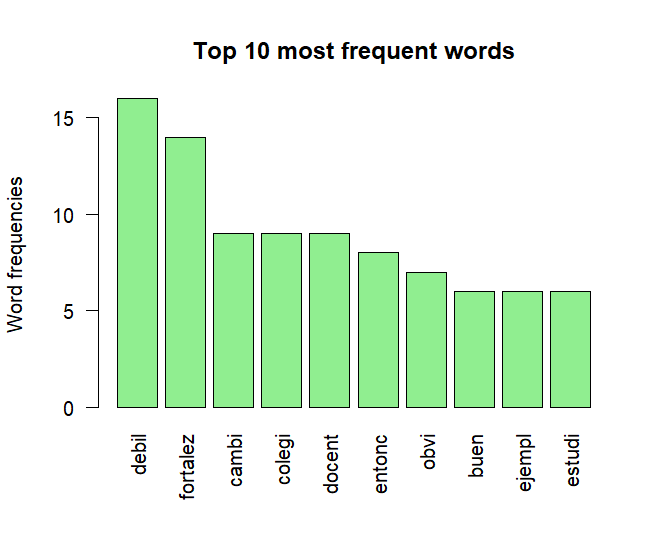 Top 10 most frequent words
Word frequencies
15
10
5
0
debil
fortalez
cambi
colegi
docent
entonc
obvi
buen
ejempl
estudi